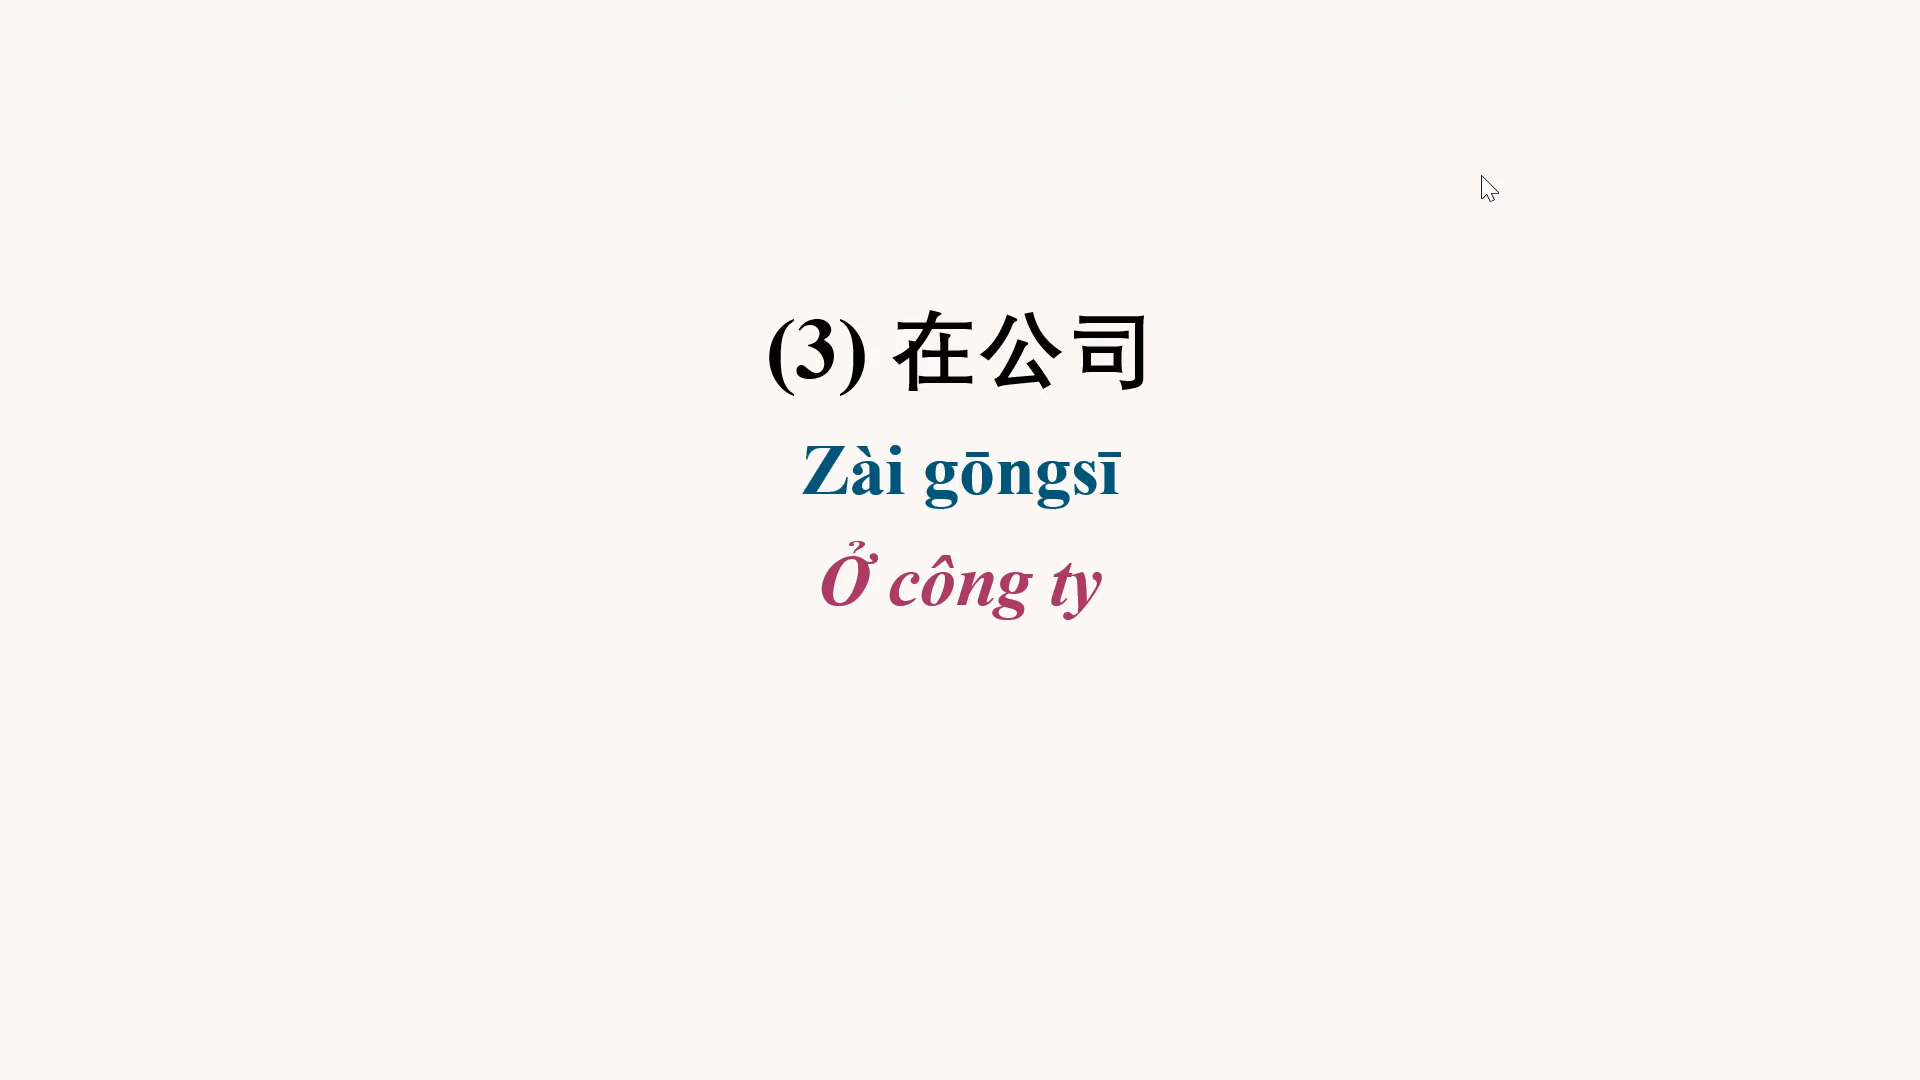 (3) 在公司
Zài gōngsī
Ở công ty